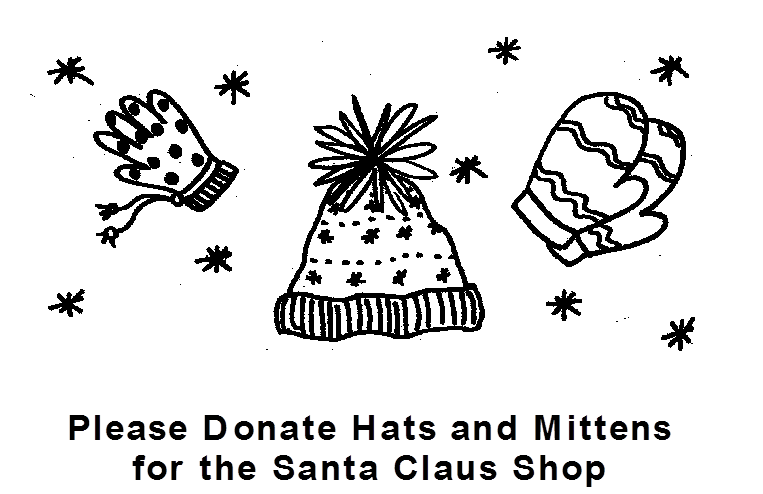 Please Donate Hats and Mittens
for the Santa Claus Shop